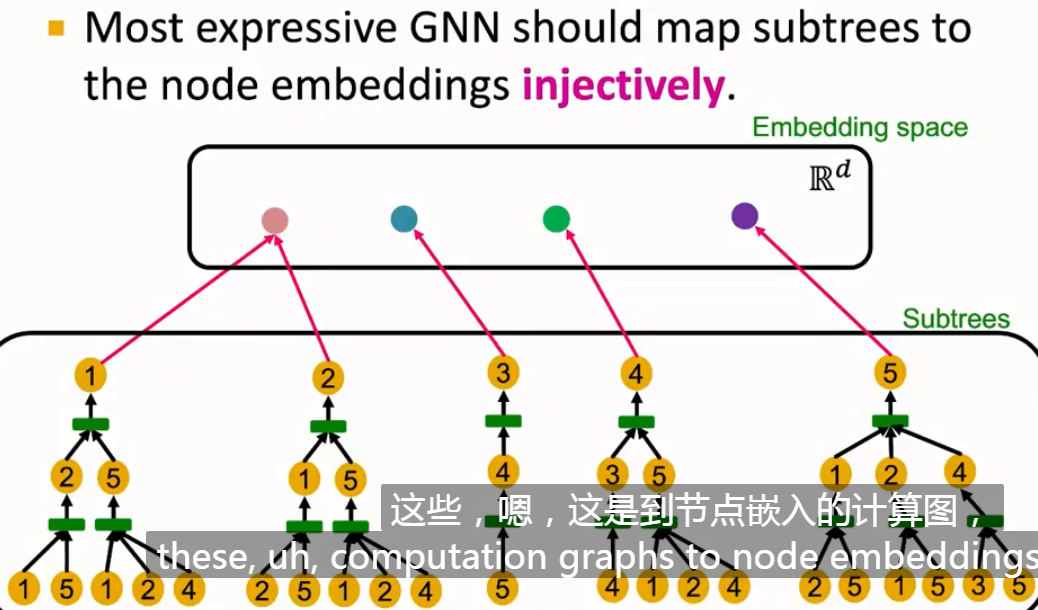 Most expressive GNN should map subtrees to
the node embeddings injectively.
Embedding space
ℝᵈ
Subtrees
1 2 3 4 5
2 5 1 5 4 3 5 1 2 4
这些，嗯，这是到节点嵌入的计算图，
these, uh, computation graphs to node embeddings
1 5 1 2 4 2 5 1 2 4 5 4 1 2 4 2 5 1 5 3 5